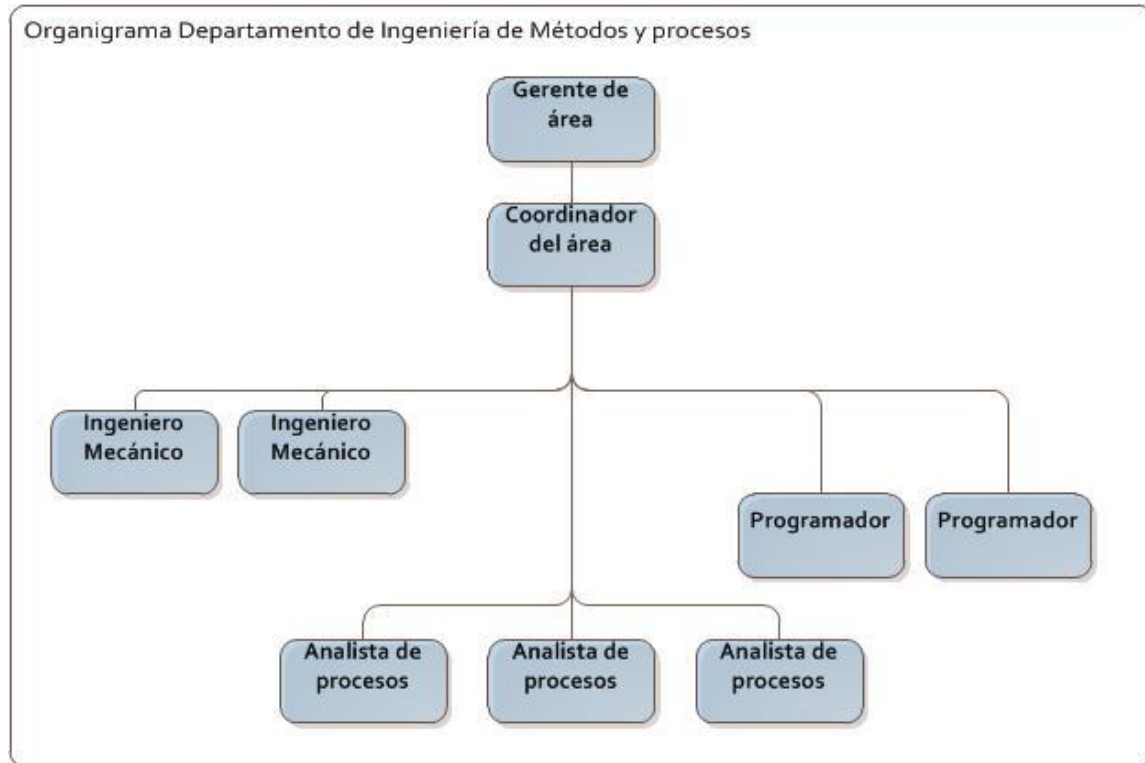 Organigrama Departamento de Ingeniería de Métodos y procesos
Gerente de
área
Coordinador
del área
Ingeniero
Mecánico
Ingeniero
Mecánico
Programador
Programador
Analista de
procesos
Analista de
procesos
Analista de
procesos